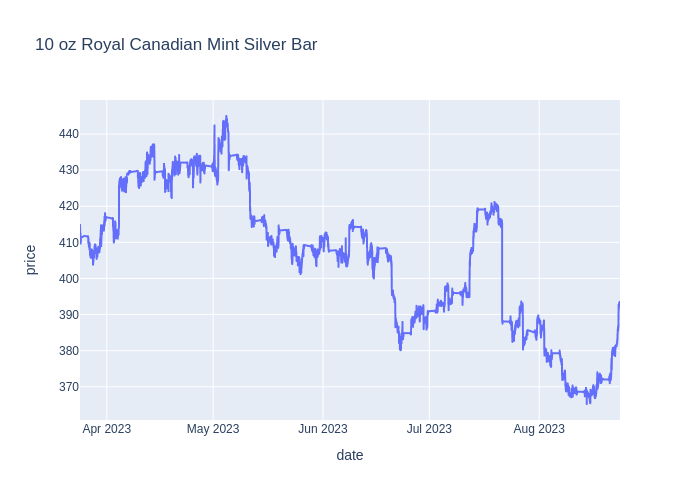 10 oz Royal Canadian Mint Silver Bar
440
430
420
410
400
390
380
370
price
Apr 2023
May 2023
Jun 2023
Jul 2023
Aug 2023
date